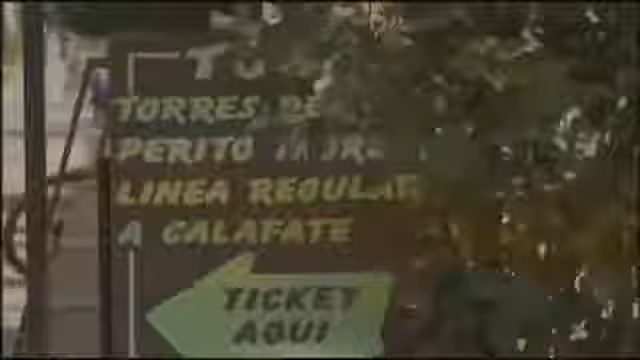 TORRES DE
PERITO
LINEA REGULAR
A CALAFATE
TICKET
AQUI